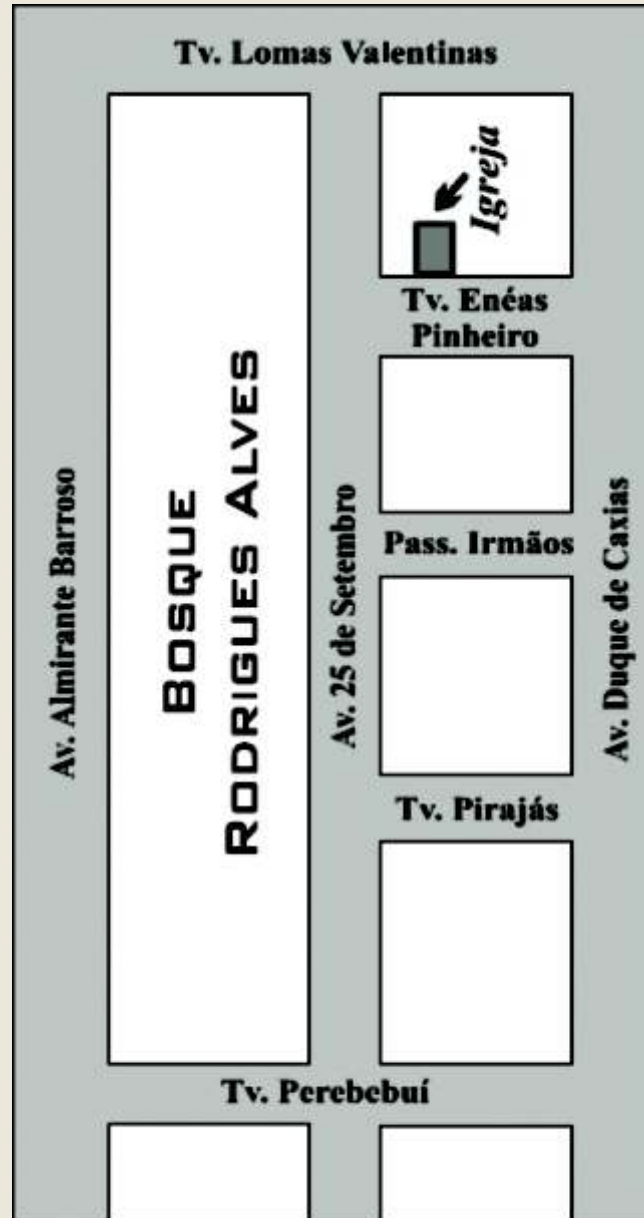 Tv. Lomas Valentinas
Igreja
Tv. Enéas
Pinheiro
BOSQUE
RODRIGUES ALVES
Av. Almirante Barroso
Av. 25 de Setembro
Pass. Irmãos
Av. Duque de Caxias
Tv. Pirajás
Tv. Perebebuí